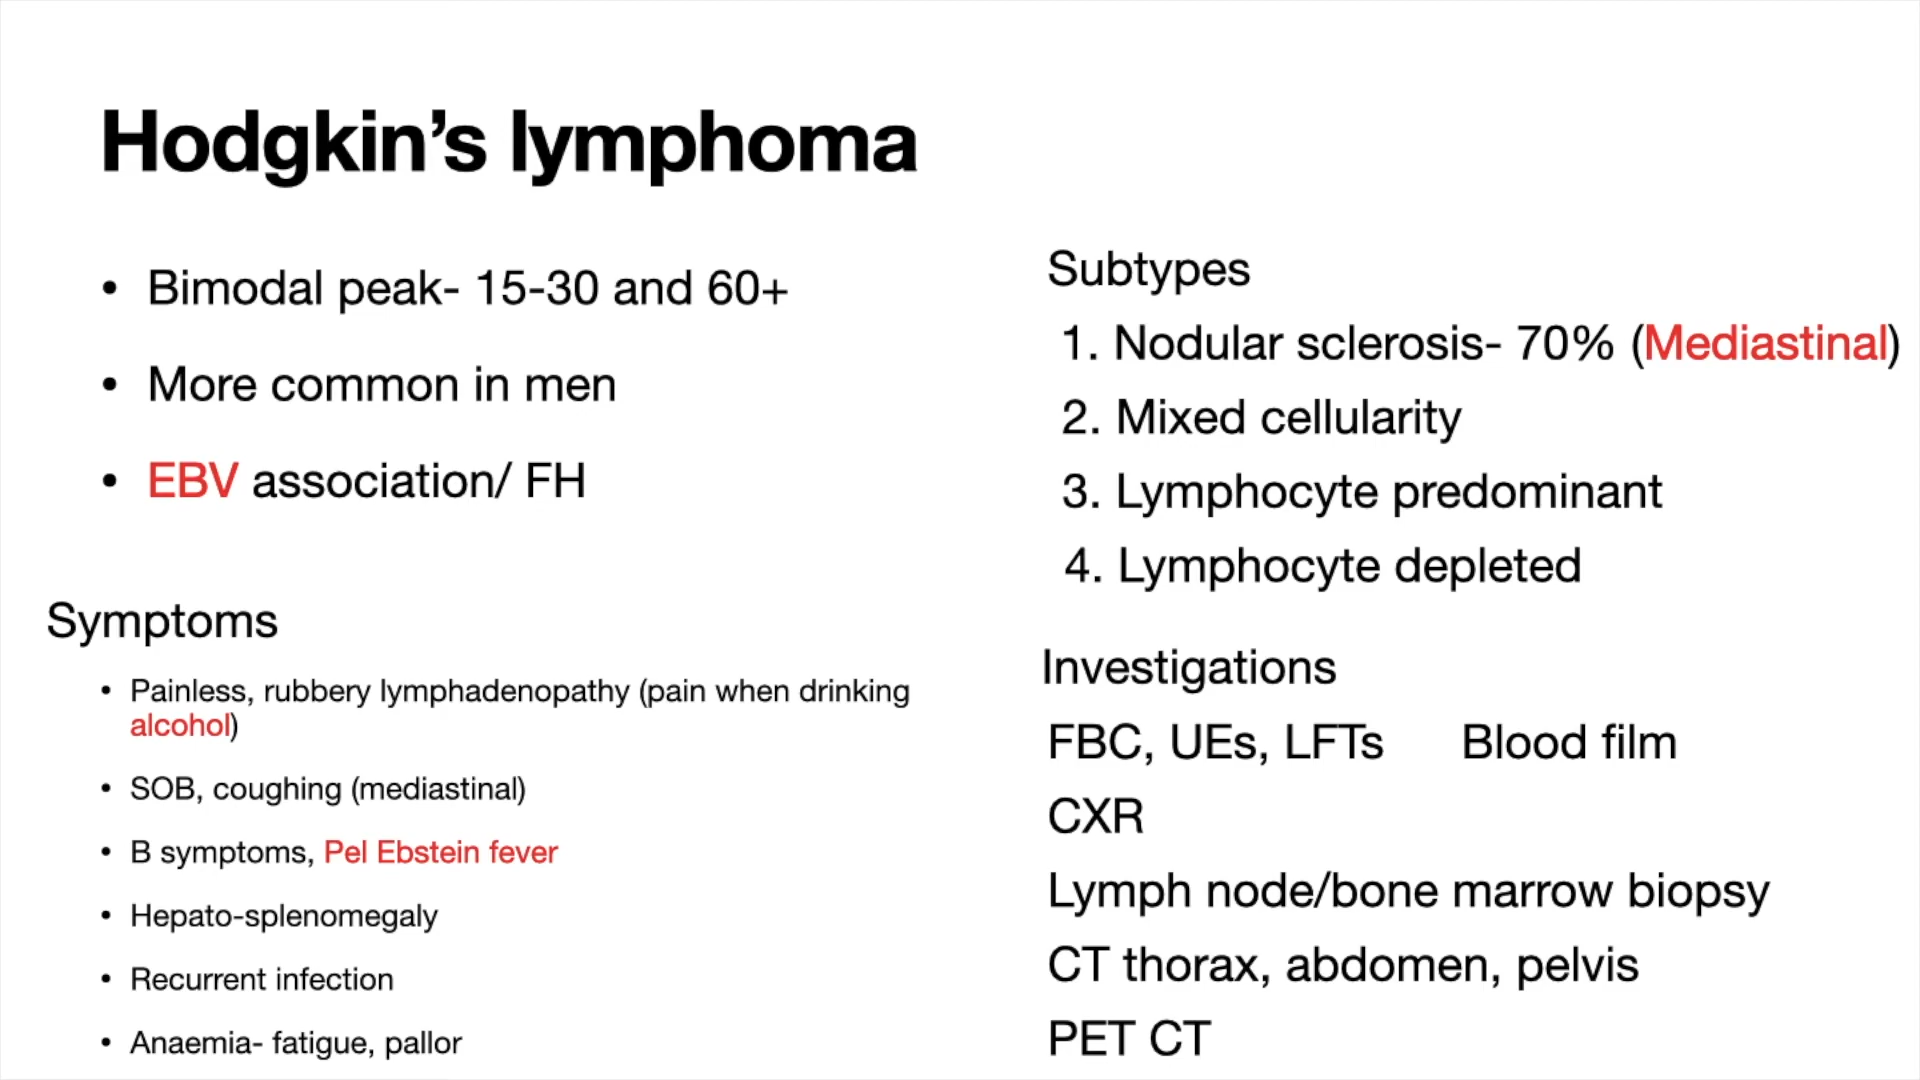 Hodgkin’s lymphoma
• Bimodal peak- 15-30 and 60+
• More common in men
• EBV association/ FH
Symptoms
• Painless, rubbery lymphadenopathy (pain when drinking
alcohol)
• SOB, coughing (mediastinal)
• B symptoms, Pel Ebstein fever
• Hepato-splenomegaly
• Recurrent infection
• Anaemia- fatigue, pallor
Subtypes
1. Nodular sclerosis- 70% (Mediastinal)
2. Mixed cellularity
3. Lymphocyte predominant
4. Lymphocyte depleted
Investigations
FBC, UEs, LFTs Blood film
CXR
Lymph node/bone marrow biopsy
CT thorax, abdomen, pelvis
PET CT